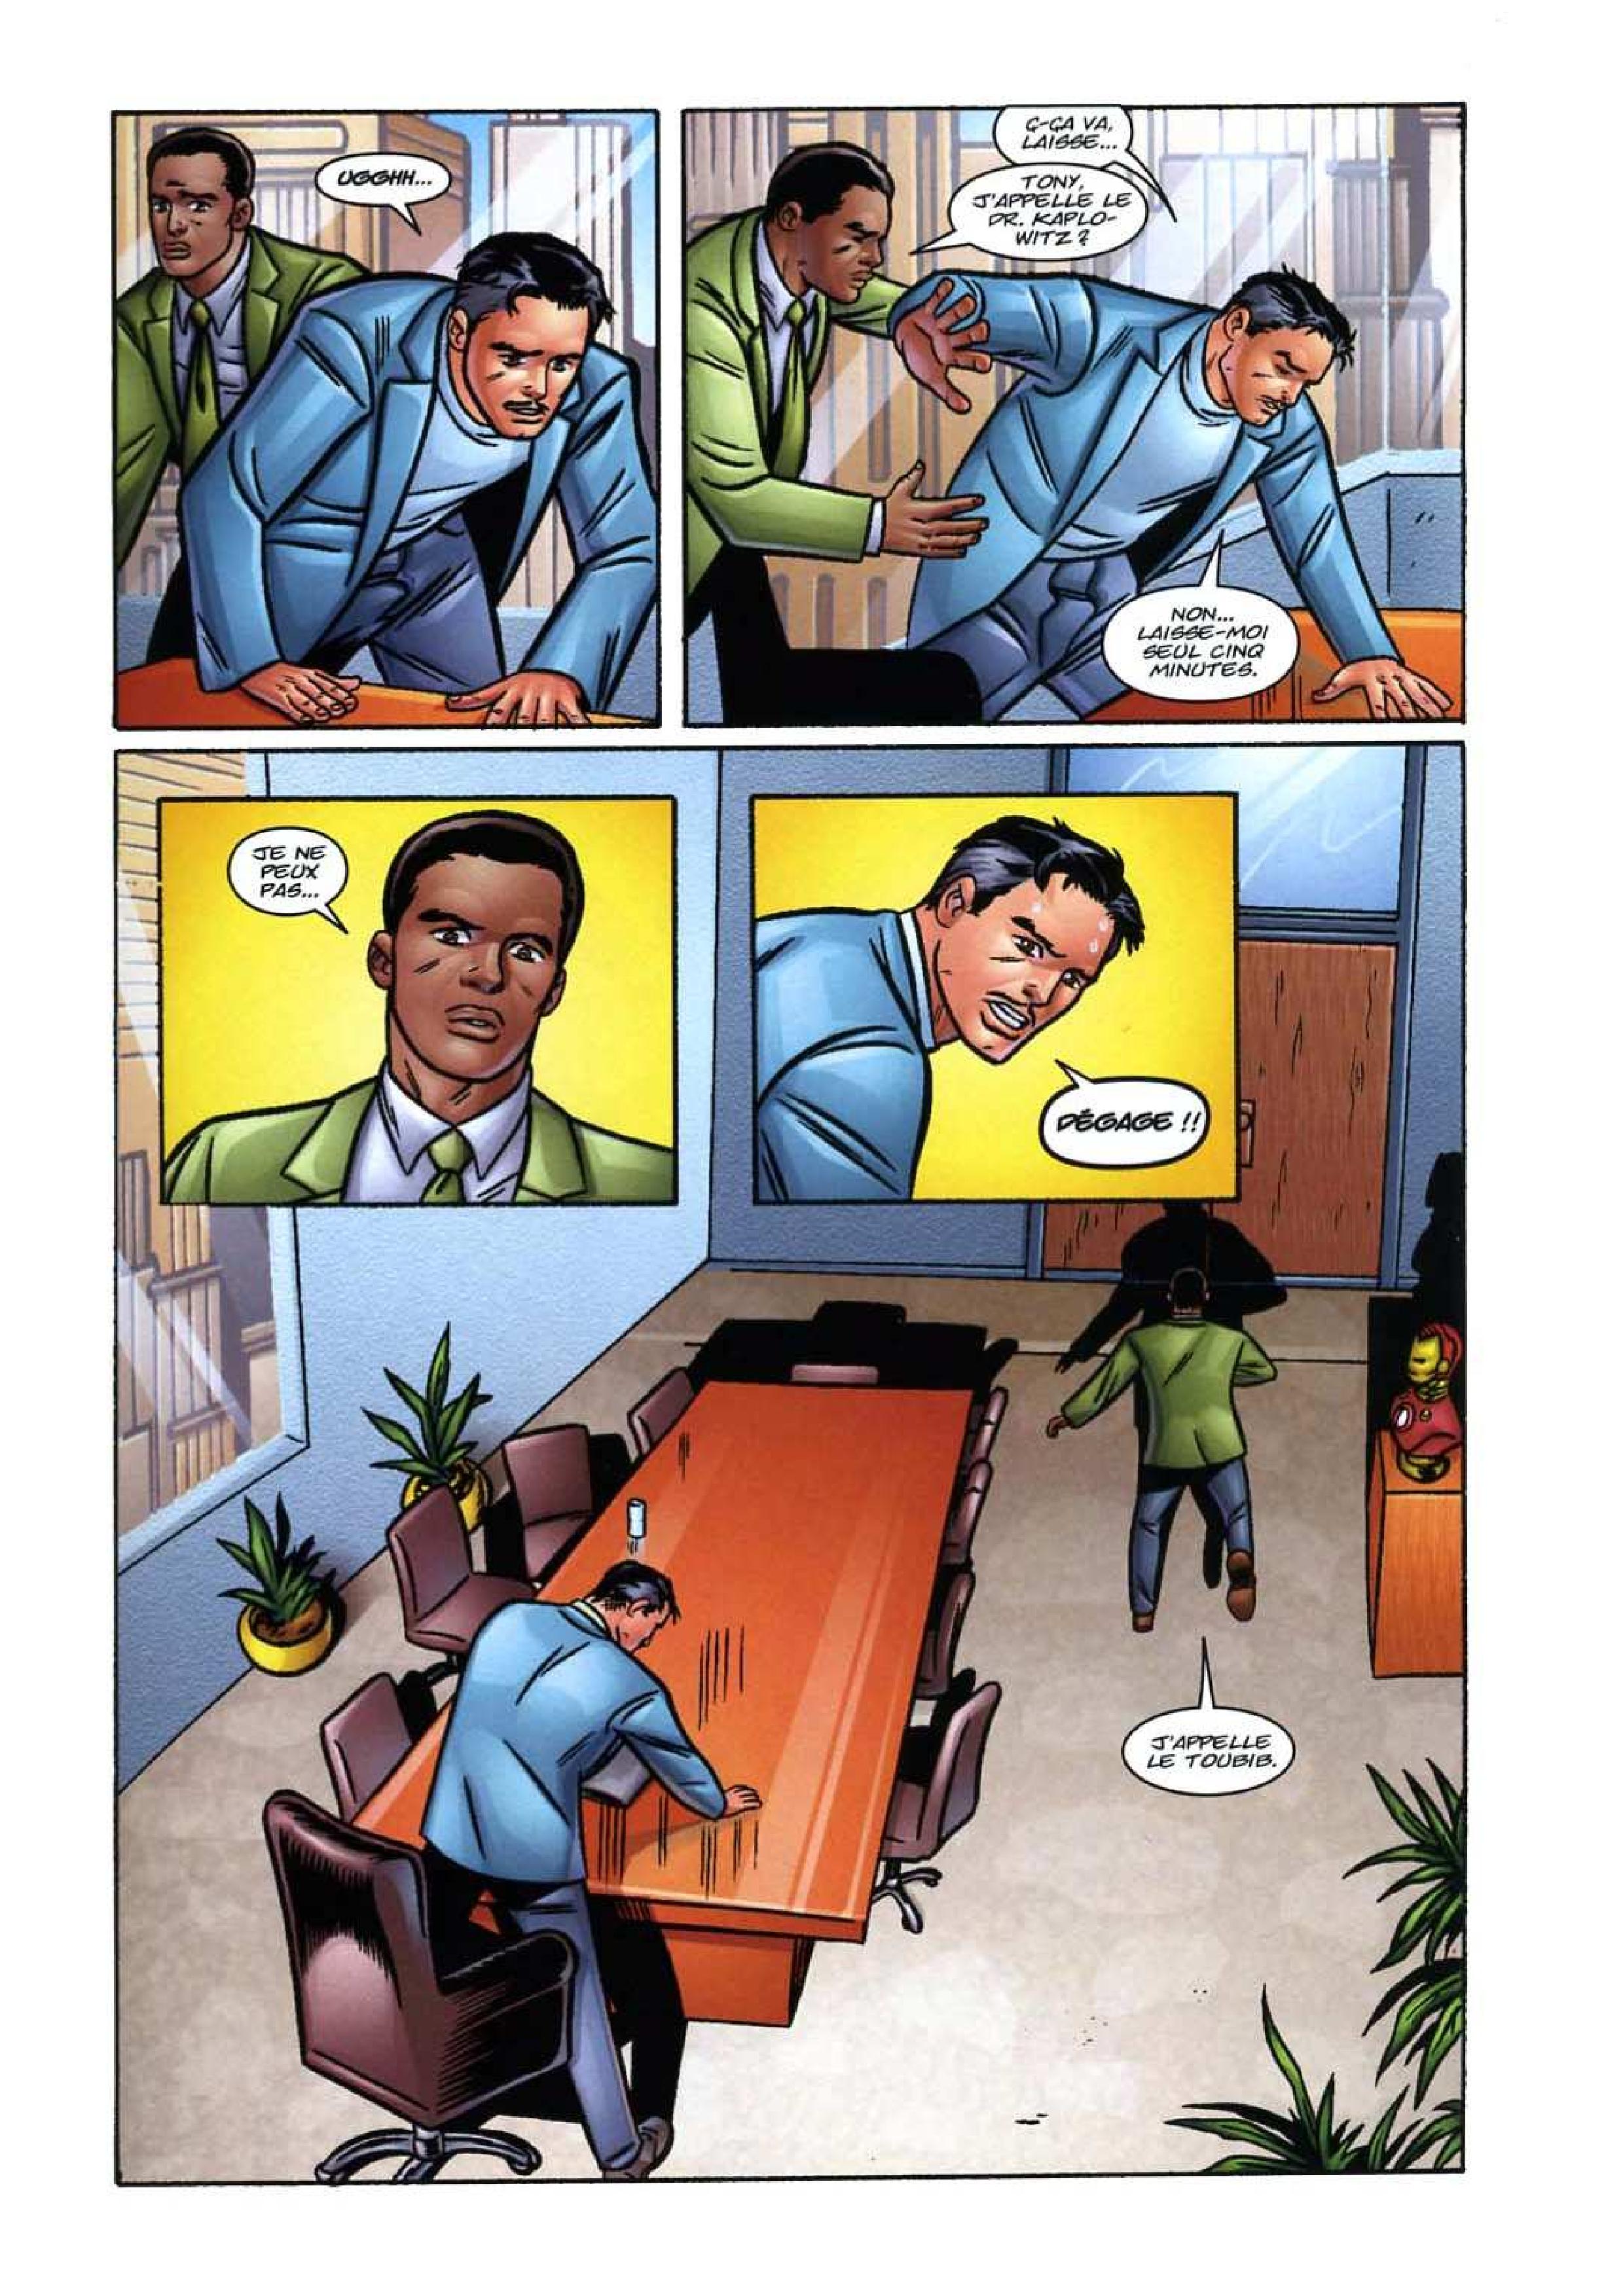 UGGHH...
Ç-ÇA VA,
LAISSE...
TONY,
J'APPELLE LE
DR. KAPLO-
WITZ ?
NON...
LAISSE-MOI
SEUL CINQ
MINUTES.
JE NE
PEUX
PAS...
DÉGAGE !!
J'APPELLE
LE TOUBIB.